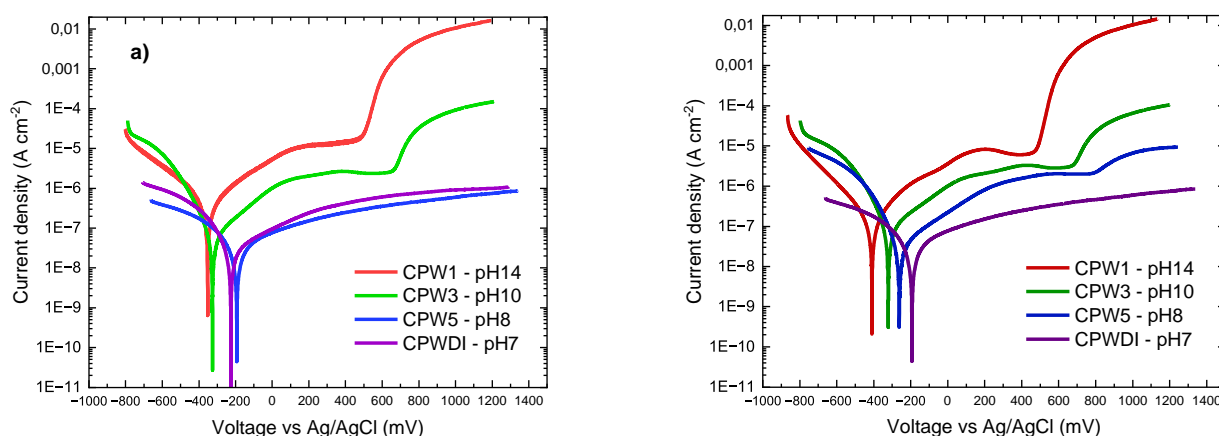 0,01
0,001
1E-4
1E-5
1E-6
1E-7
1E-8
1E-9
1E-10
1E-11
Current density (A cm-2)
a)
CPW1 - pH14
CPW3 - pH10
CPW5 - pH8
CPWDI - pH7
−1000 −800 −600 −400 −200 0 200 400 600 800 1000 1200 1400
Voltage vs Ag/AgCl (mV)
0,01
0,001
1E-4
1E-5
1E-6
1E-7
1E-8
1E-9
1E-10
1E-11
Current density (A cm-2)
CPW1 - pH14
CPW3 - pH10
CPW5 - pH8
CPWDI - pH7
−1000 −800 −600 −400 −200 0 200 400 600 800 1000 1200 1400
Voltage vs Ag/AgCl (mV)